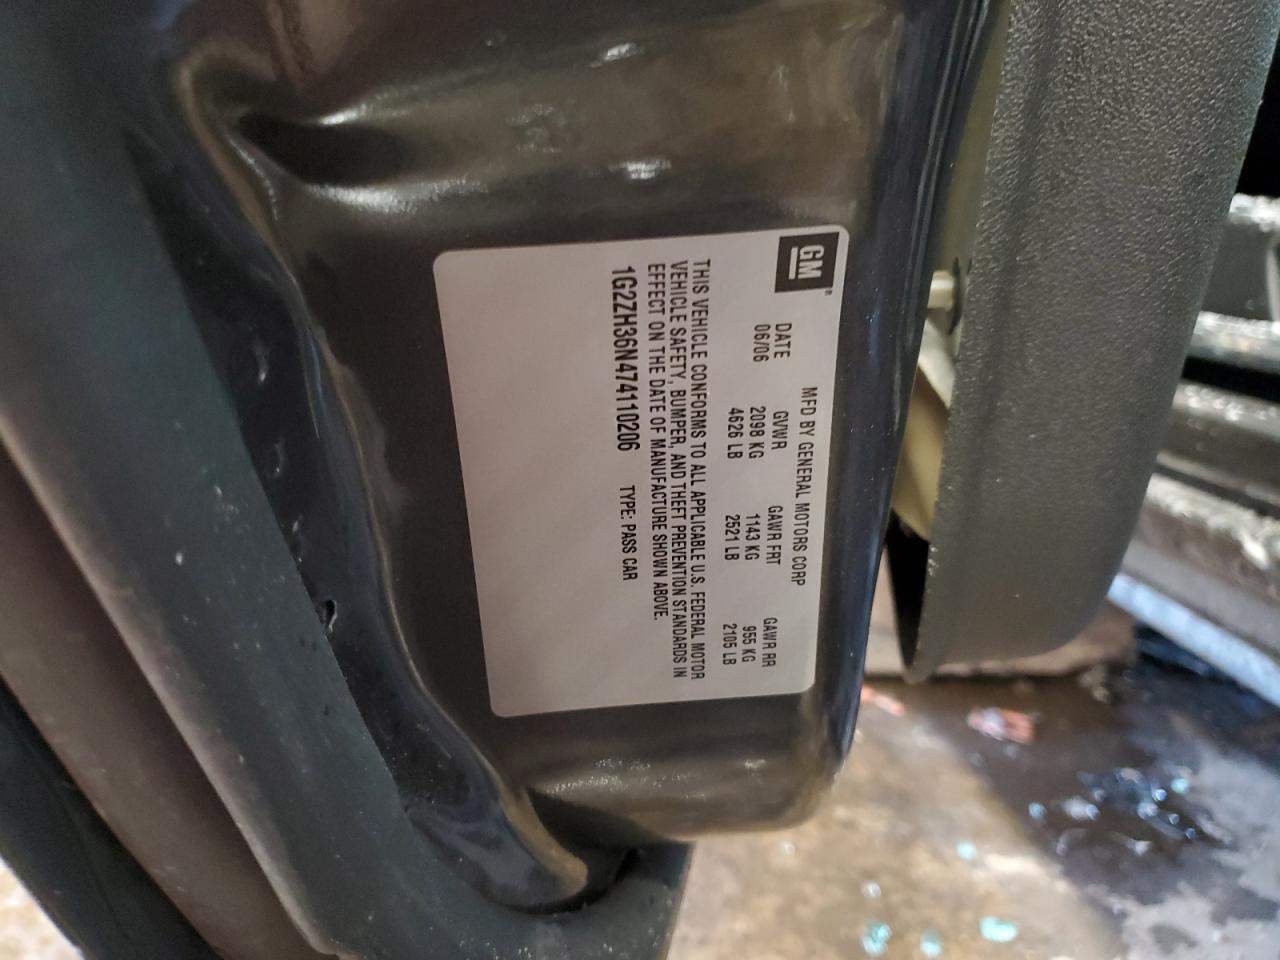 GM®
MFD BY GENERAL MOTORS CORP
DATE GVWR GAWR FRT GAWR RR
06/06 2098 KG 1143 KG 955 KG
4626 LB 2521 LB 2105 LB
THIS VEHICLE CONFORMS TO ALL APPLICABLE U.S. FEDERAL MOTOR
VEHICLE SAFETY, BUMPER, AND THEFT PREVENTION STANDARDS IN
EFFECT ON THE DATE OF MANUFACTURE SHOWN ABOVE.
1G2ZH36N474110206 TYPE: PASS CAR